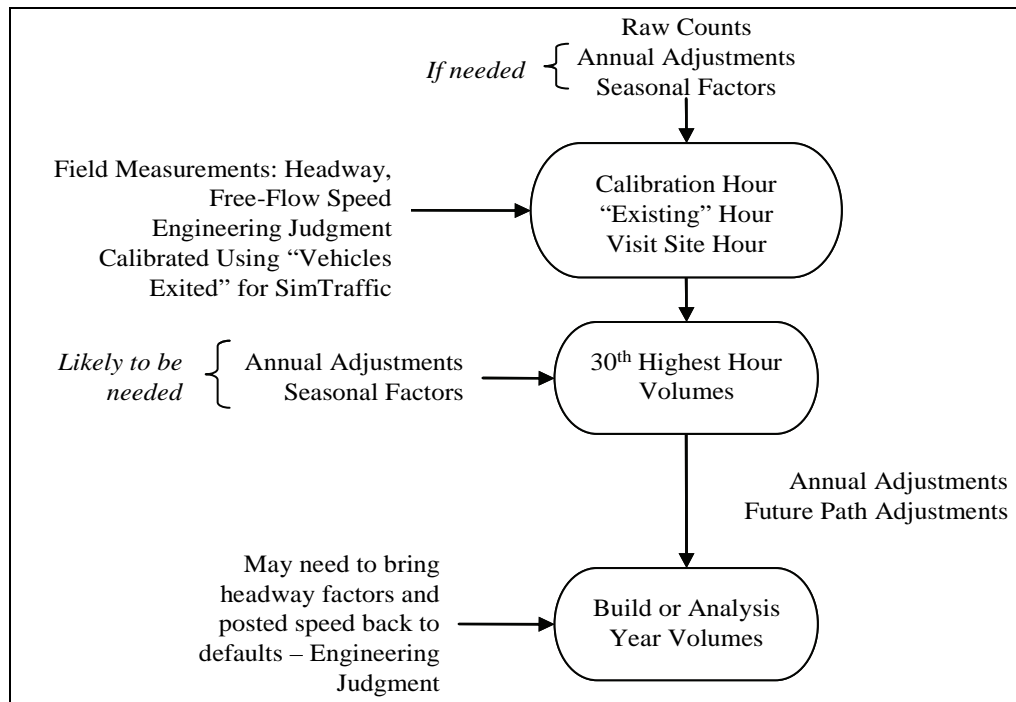 Raw Counts
If needed
Annual Adjustments
Seasonal Factors
Field Measurements: Headway,
Free-Flow Speed
Engineering Judgment
Calibrated Using “Vehicles
Exited” for SimTraffic
Calibration Hour
“Existing” Hour
Visit Site Hour
Likely to be
needed
Annual Adjustments
Seasonal Factors
30th Highest Hour
Volumes
Annual Adjustments
Future Path Adjustments
May need to bring
headway factors and
posted speed back to
defaults – Engineering
Judgment
Build or Analysis
Year Volumes